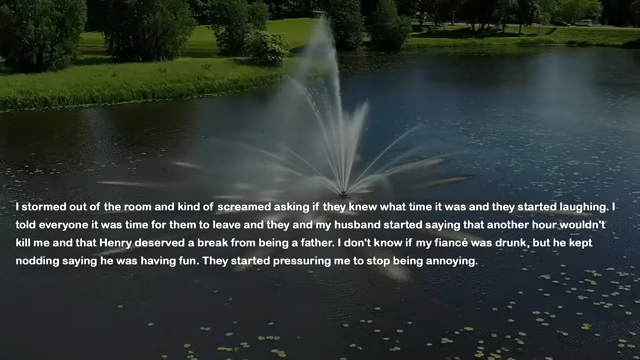 I stormed out of the room and kind of screamed asking if they knew what time it was and they started laughing. I
told everyone it was time for them to leave and they and my husband started saying that another hour wouldn't
kill me and that Henry deserved a break from being a father. I don't know if my fiancé was drunk, but he kept
nodding saying he was having fun. They started pressuring me to stop being annoying.